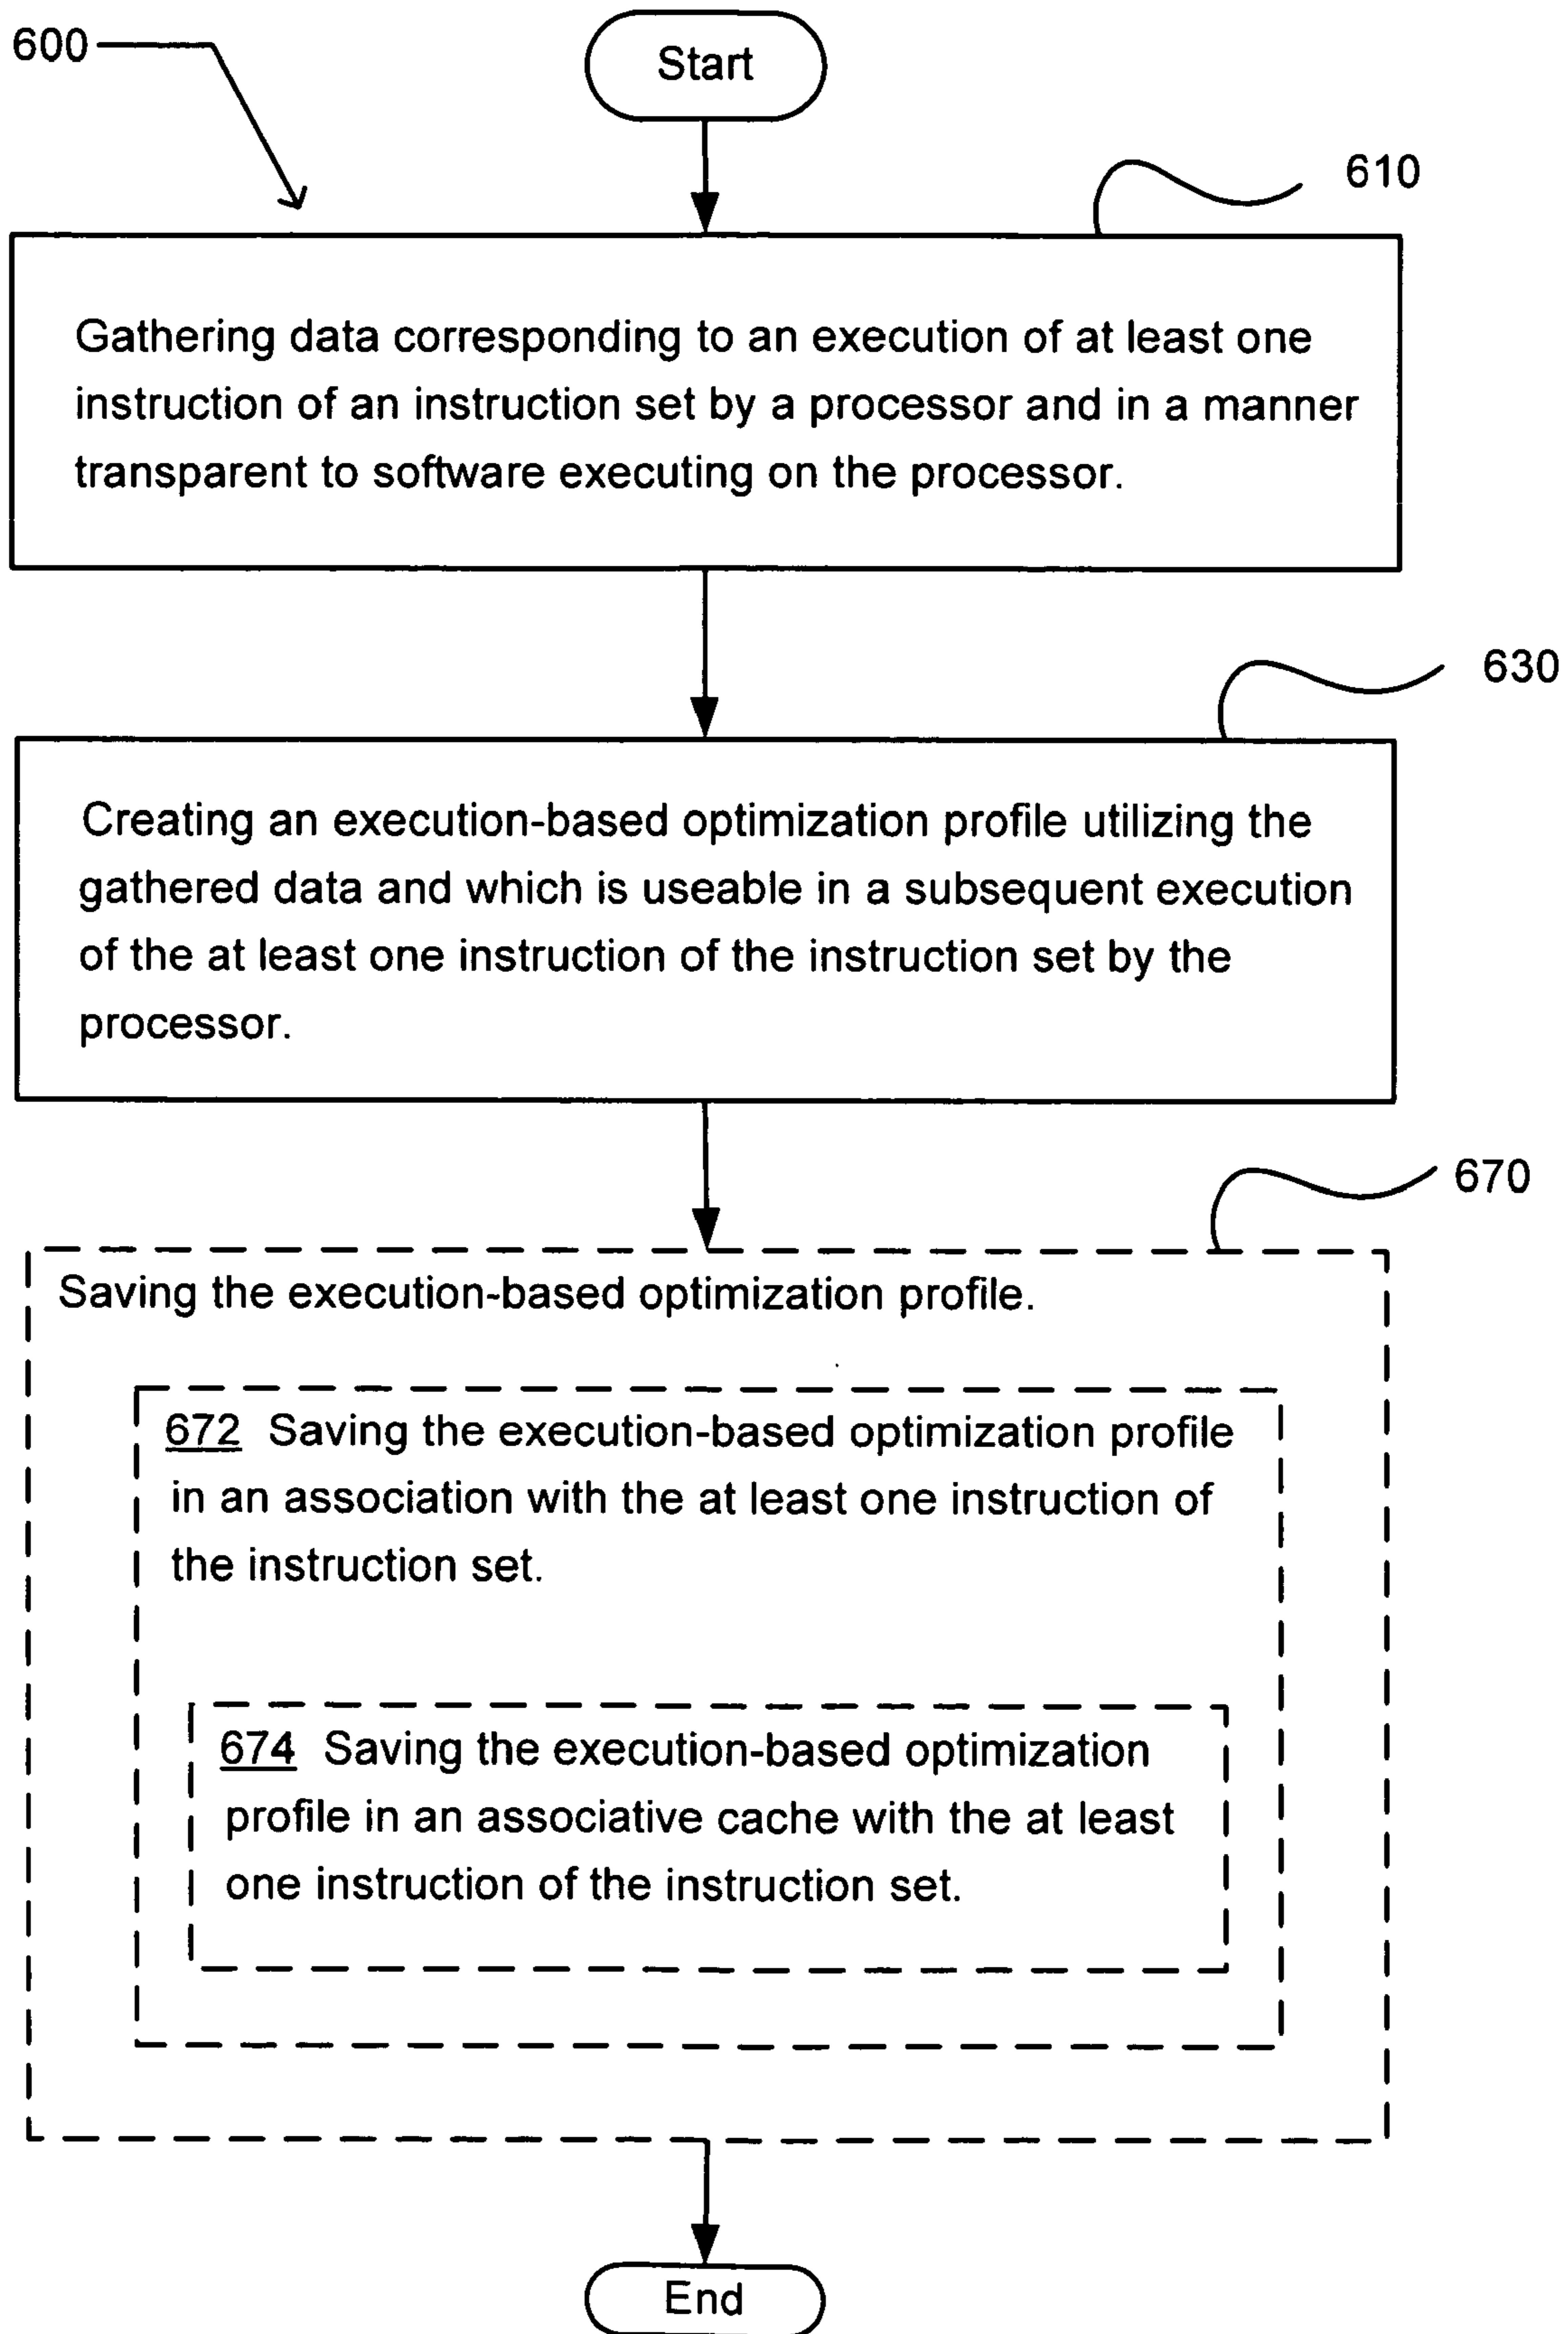 600
Start
610
Gathering data corresponding to an execution of at least one
instruction of an instruction set by a processor and in a manner
transparent to software executing on the processor.
630
Creating an execution-based optimization profile utilizing the
gathered data and which is useable in a subsequent execution
of the at least one instruction of the instruction set by the
processor.
670
Saving the execution-based optimization profile.
672 Saving the execution-based optimization profile
in an association with the at least one instruction of
the instruction set.
674 Saving the execution-based optimization
profile in an associative cache with the at least
one instruction of the instruction set.
End